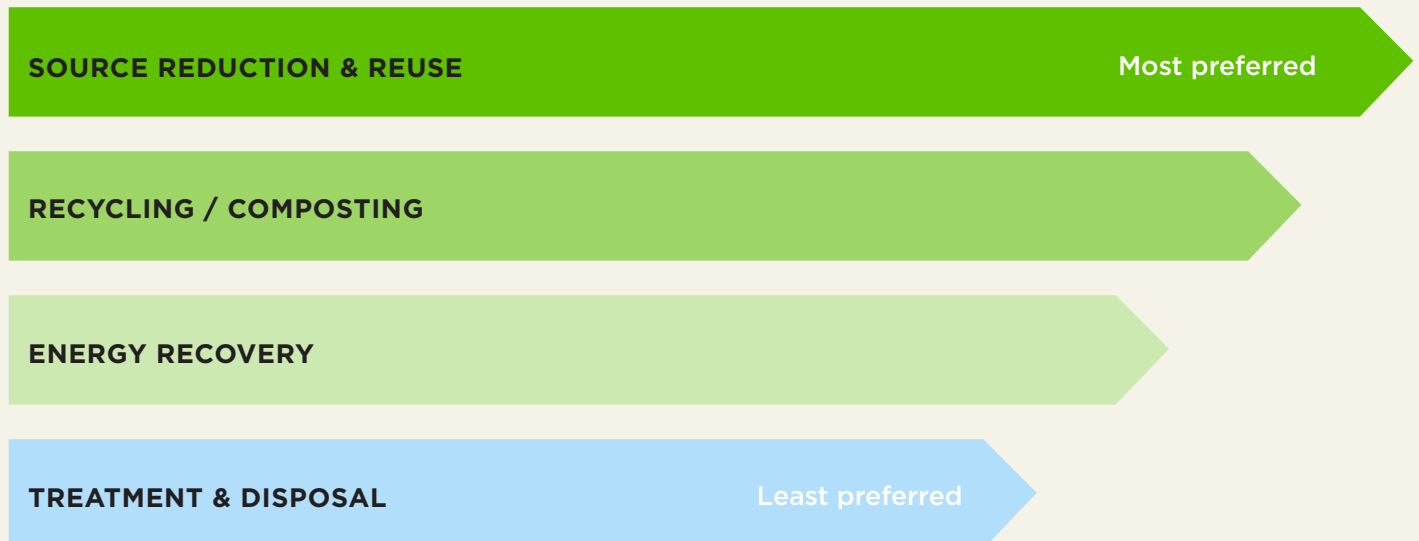 SOURCE REDUCTION & REUSE Most preferred
RECYCLING / COMPOSTING
ENERGY RECOVERY
TREATMENT & DISPOSAL Least preferred